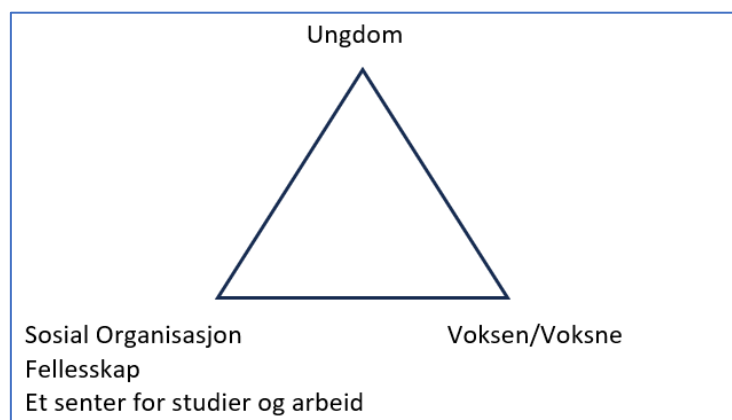 Ungdom
Sosial Organisasjon
Voksen/Voksne
Fellesskap
Et senter for studier og arbeid